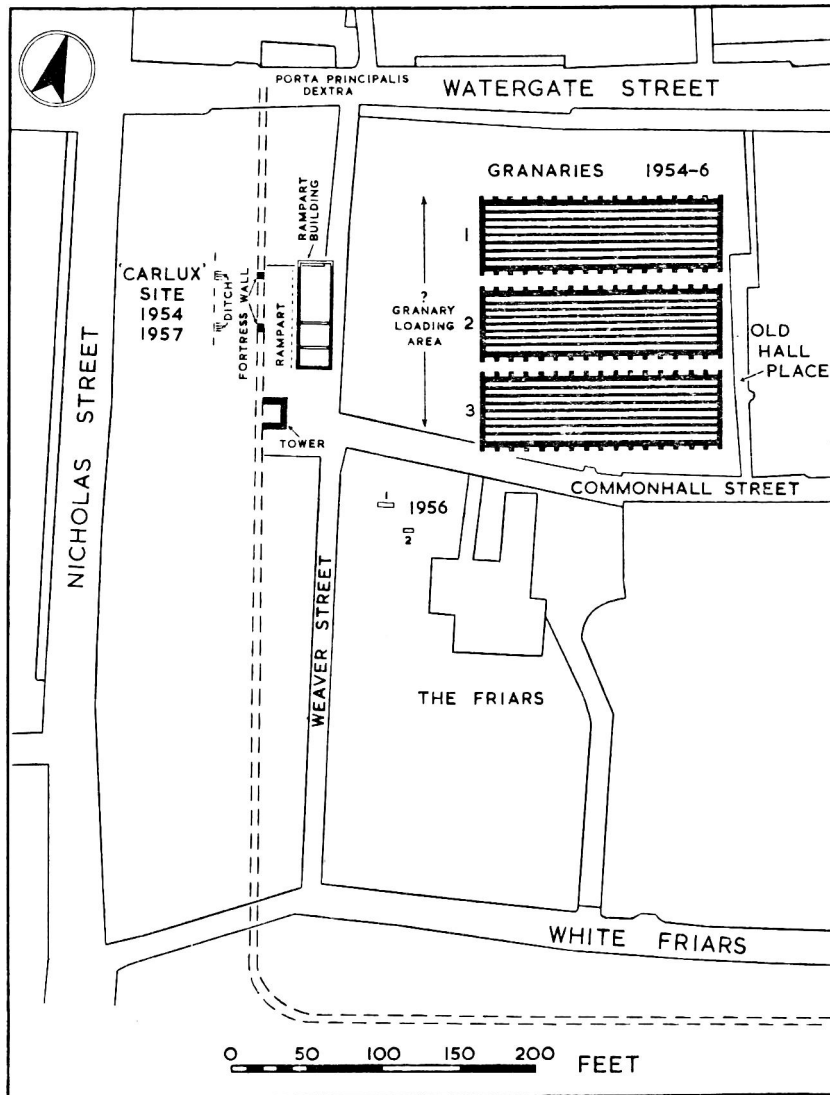 PORTA PRINCIPALIS
DEXTRA
WATERGATE STREET
GRANARIES 1954-6
RAMPART
BUILDING
'CARLUX'
SITE
1954
1957
DITCH
FORTRESS WALL
RAMPART
?
GRANARY
LOADING
AREA
1
2
3
OLD
HALL
PLACE
TOWER
NICHOLAS STREET
COMMONHALL STREET
1
1956
2
WEAVER STREET
THE FRIARS
WHITE FRIARS
0 50 100 150 200
FEET